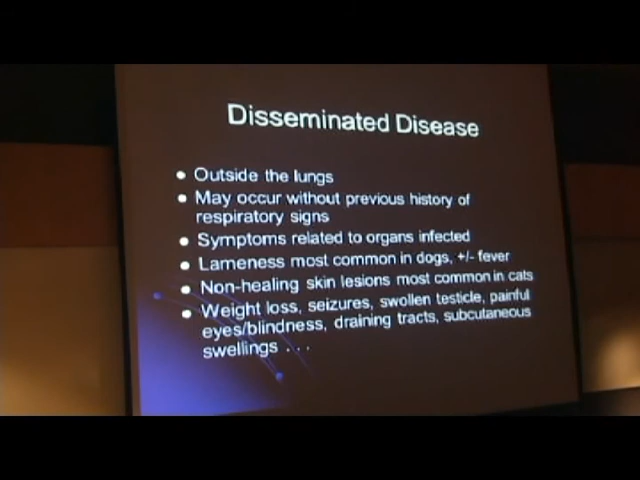 Disseminated Disease
• Outside the lungs
• May occur without previous history of
respiratory signs
• Symptoms related to organs infected
• Lameness most common in dogs, +/- fever
• Non-healing skin lesions most common in cats
• Weight loss, seizures, swollen testicle, painful
eyes/blindness, draining tracts, subcutaneous
swellings . . .